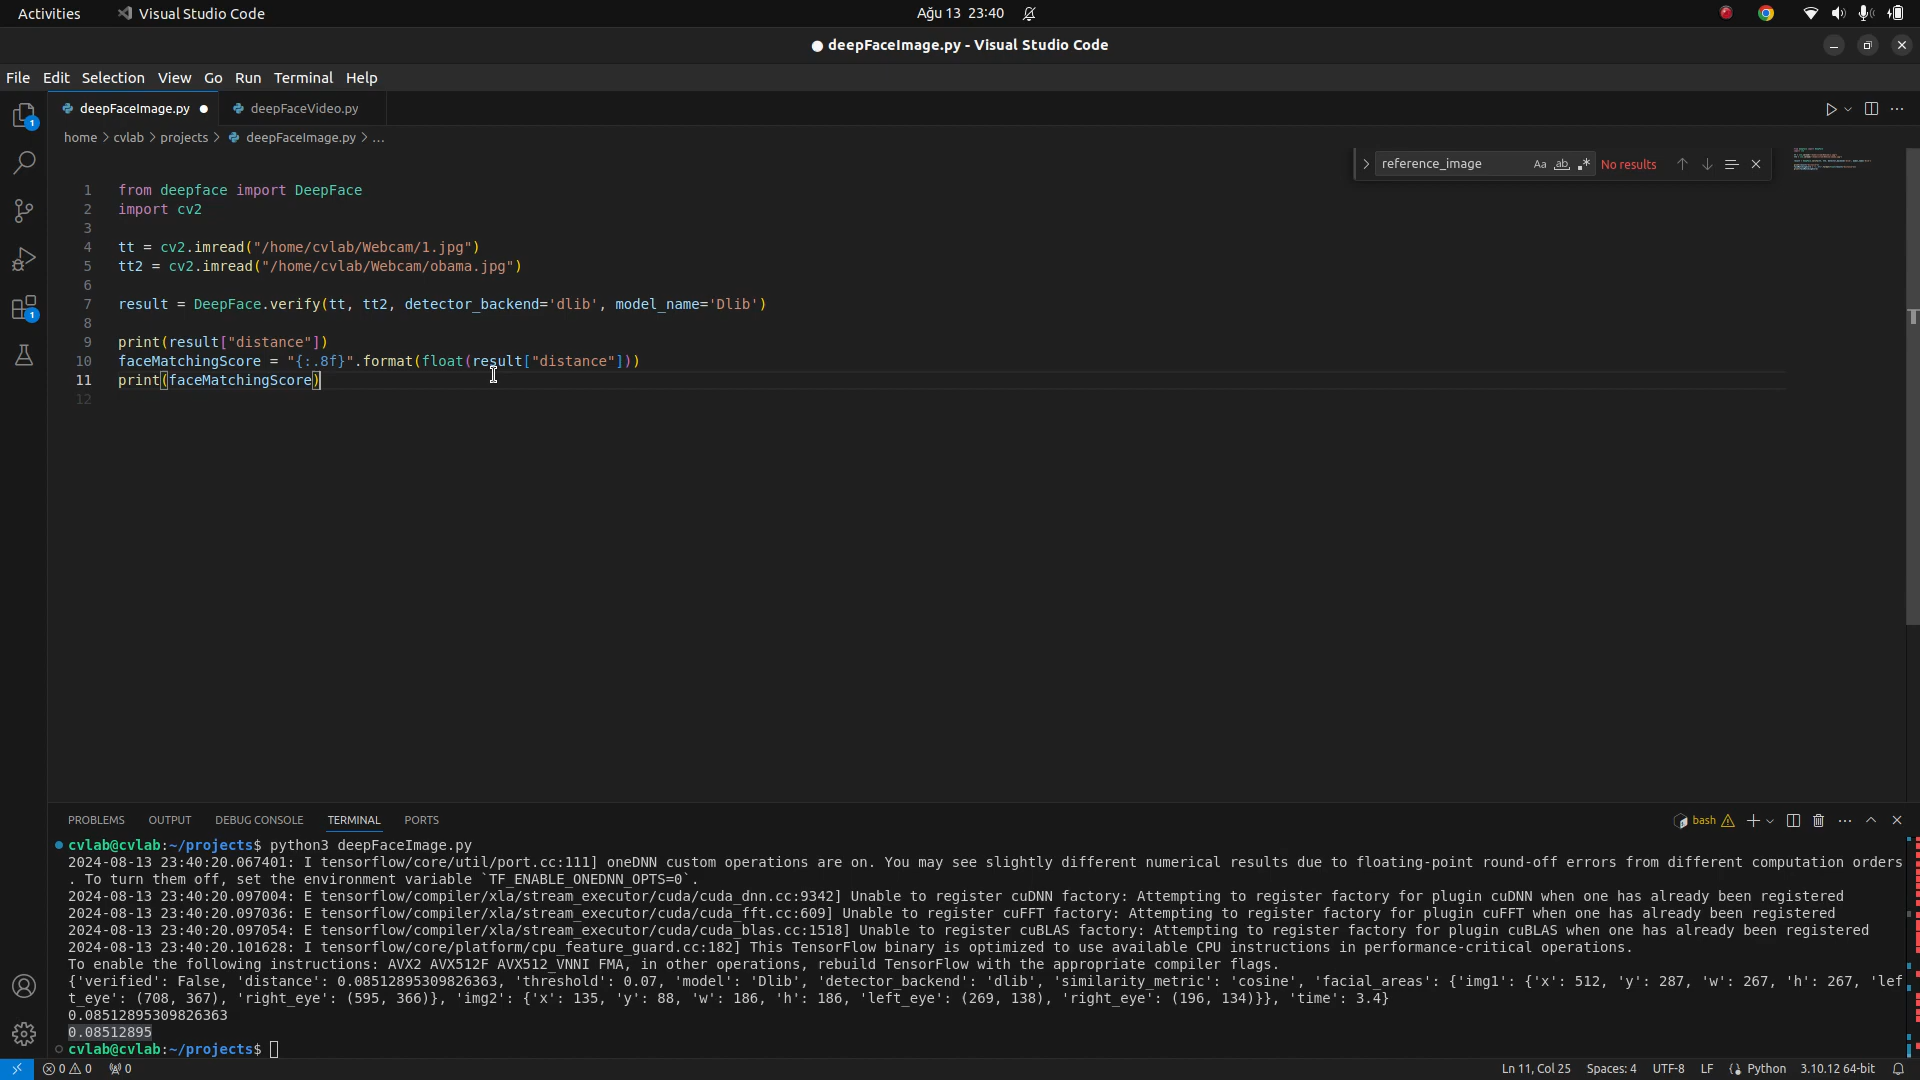 Activities Visual Studio Code Ağu 13 23:40
● deepFaceImage.py - Visual Studio Code
File Edit Selection View Go Run Terminal Help
deepFaceImage.py ● deepFaceVideo.py
home > cvlab > projects > deepFaceImage.py > ...
reference_image Aa ab .* No results
1 from deepface import DeepFace
2 import cv2
3
4 tt = cv2.imread("/home/cvlab/Webcam/1.jpg")
5 tt2 = cv2.imread("/home/cvlab/Webcam/obama.jpg")
6
7 result = DeepFace.verify(tt, tt2, detector_backend='dlib', model_name='Dlib')
8
9 print(result["distance"])
10 faceMatchingScore = "{:.8f}".format(float(result["distance"]))
11 print(faceMatchingScore)
12
PROBLEMS OUTPUT DEBUG CONSOLE TERMINAL PORTS bash
cvlab@cvlab:~/projects$ python3 deepFaceImage.py
2024-08-13 23:40:20.067401: I tensorflow/core/util/port.cc:111] oneDNN custom operations are on. You may see slightly different numerical results due to floating-point round-off errors from different computation orders
. To turn them off, set the environment variable `TF_ENABLE_ONEDNN_OPTS=0`.
2024-08-13 23:40:20.097004: E tensorflow/compiler/xla/stream_executor/cuda/cuda_dnn.cc:9342] Unable to register cuDNN factory: Attempting to register factory for plugin cuDNN when one has already been registered
2024-08-13 23:40:20.097036: E tensorflow/compiler/xla/stream_executor/cuda/cuda_fft.cc:609] Unable to register cuFFT factory: Attempting to register factory for plugin cuFFT when one has already been registered
2024-08-13 23:40:20.097054: E tensorflow/compiler/xla/stream_executor/cuda/cuda_blas.cc:1518] Unable to register cuBLAS factory: Attempting to register factory for plugin cuBLAS when one has already been registered
2024-08-13 23:40:20.101628: I tensorflow/core/platform/cpu_feature_guard.cc:182] This TensorFlow binary is optimized to use available CPU instructions in performance-critical operations.
To enable the following instructions: AVX2 AVX512F AVX512_VNNI FMA, in other operations, rebuild TensorFlow with the appropriate compiler flags.
{'verified': False, 'distance': 0.08512895309826363, 'threshold': 0.07, 'model': 'Dlib', 'detector_backend': 'dlib', 'similarity_metric': 'cosine', 'facial_areas': {'img1': {'x': 512, 'y': 287, 'w': 267, 'h': 267, 'lef
t_eye': (708, 367), 'right_eye': (595, 366)}, 'img2': {'x': 135, 'y': 88, 'w': 186, 'h': 186, 'left_eye': (269, 138), 'right_eye': (196, 134)}}, 'time': 3.4}
0.08512895309826363
0.08512895
cvlab@cvlab:~/projects$
0 0 0 Ln 11, Col 25 Spaces: 4 UTF-8 LF Python 3.10.12 64-bit